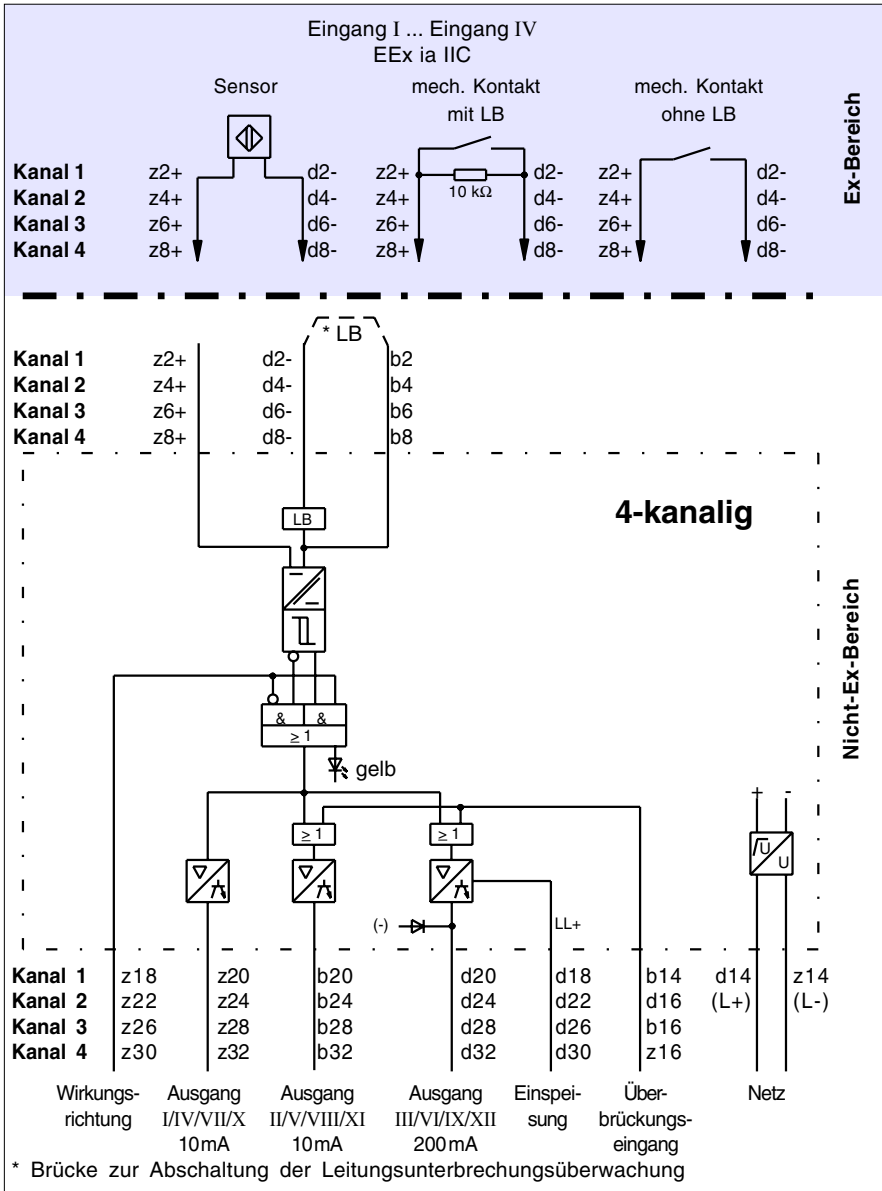 Eingang I ... Eingang IV
EEx ia IIC
Sensor mech. Kontakt mech. Kontakt
mit LB ohne LB
Kanal 1 z2+ d2- z2+ d2- z2+ d2-
10 kΩ
Kanal 2 z4+ d4- z4+ d4- z4+ d4-
Kanal 3 z6+ d6- z6+ d6- z6+ d6-
Kanal 4 z8+ d8- z8+ d8- z8+ d8-
Ex-Bereich
* LB
Kanal 1 z2+ d2- b2
Kanal 2 z4+ d4- b4
Kanal 3 z6+ d6- b6
Kanal 4 z8+ d8- b8
4-kanalig
LB
Nicht-Ex-Bereich
& &
≥ 1
gelb
+ -
≥ 1 ≥ 1
U
U
(-) LL+
Kanal 1 z18 z20 b20 d20 d18 b14 d14 z14
Kanal 2 z22 z24 b24 d24 d22 d16 (L+) (L-)
Kanal 3 z26 z28 b28 d28 d26 b16
Kanal 4 z30 z32 b32 d32 d30 z16
Wirkungs- Ausgang Ausgang Ausgang Einspei- Über- Netz
richtung I/IV/VII/X II/V/VIII/XI III/VI/IX/XII sung brückungs-
10mA 10mA 200mA eingang
* Brücke zur Abschaltung der Leitungsunterbrechungsüberwachung